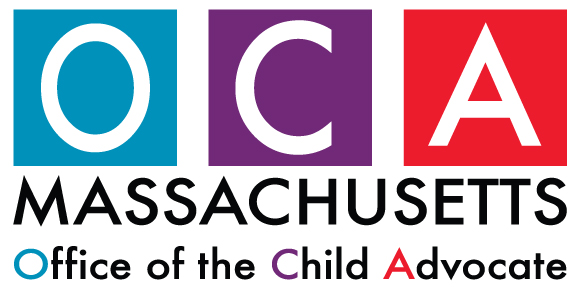 OCA
MASSACHUSETTS
Office of the Child Advocate